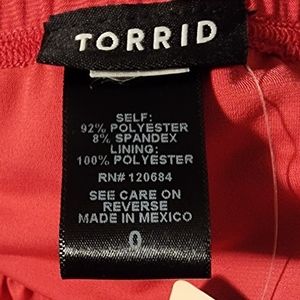 TORRID
SELF:
92% POLYESTER
8% SPANDEX
LINING:
100% POLYESTER
RN# 120684
SEE CARE ON
REVERSE
MADE IN MEXICO
0